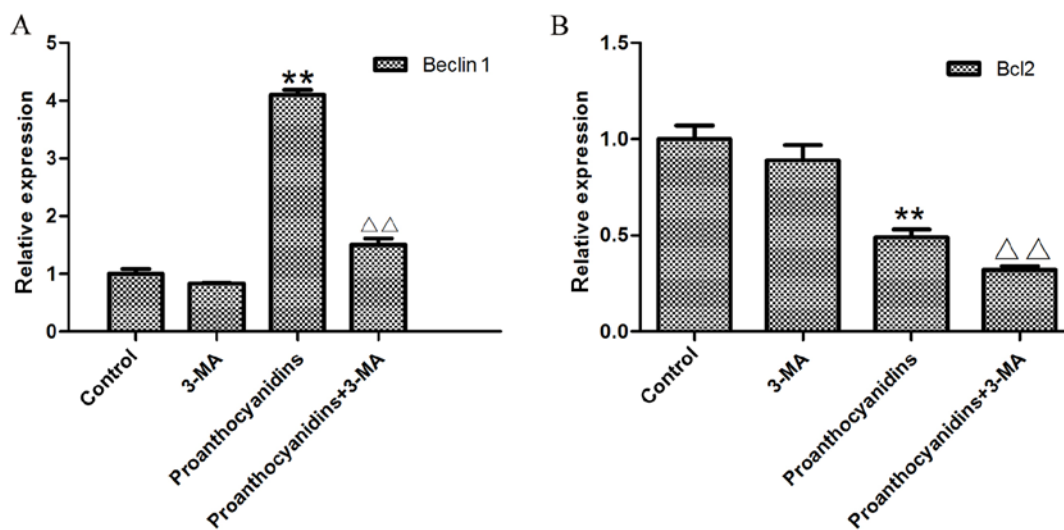 A
Relative expression
5
4
3
2
1
0
Beclin 1
**
△△
Control
3-MA
Proanthocyanidins
Proanthocyanidins+3-MA
B
Relative expression
1.5
1.0
0.5
0.0
Bcl2
**
△△
Control
3-MA
Proanthocyanidins
Proanthocyanidins+3-MA